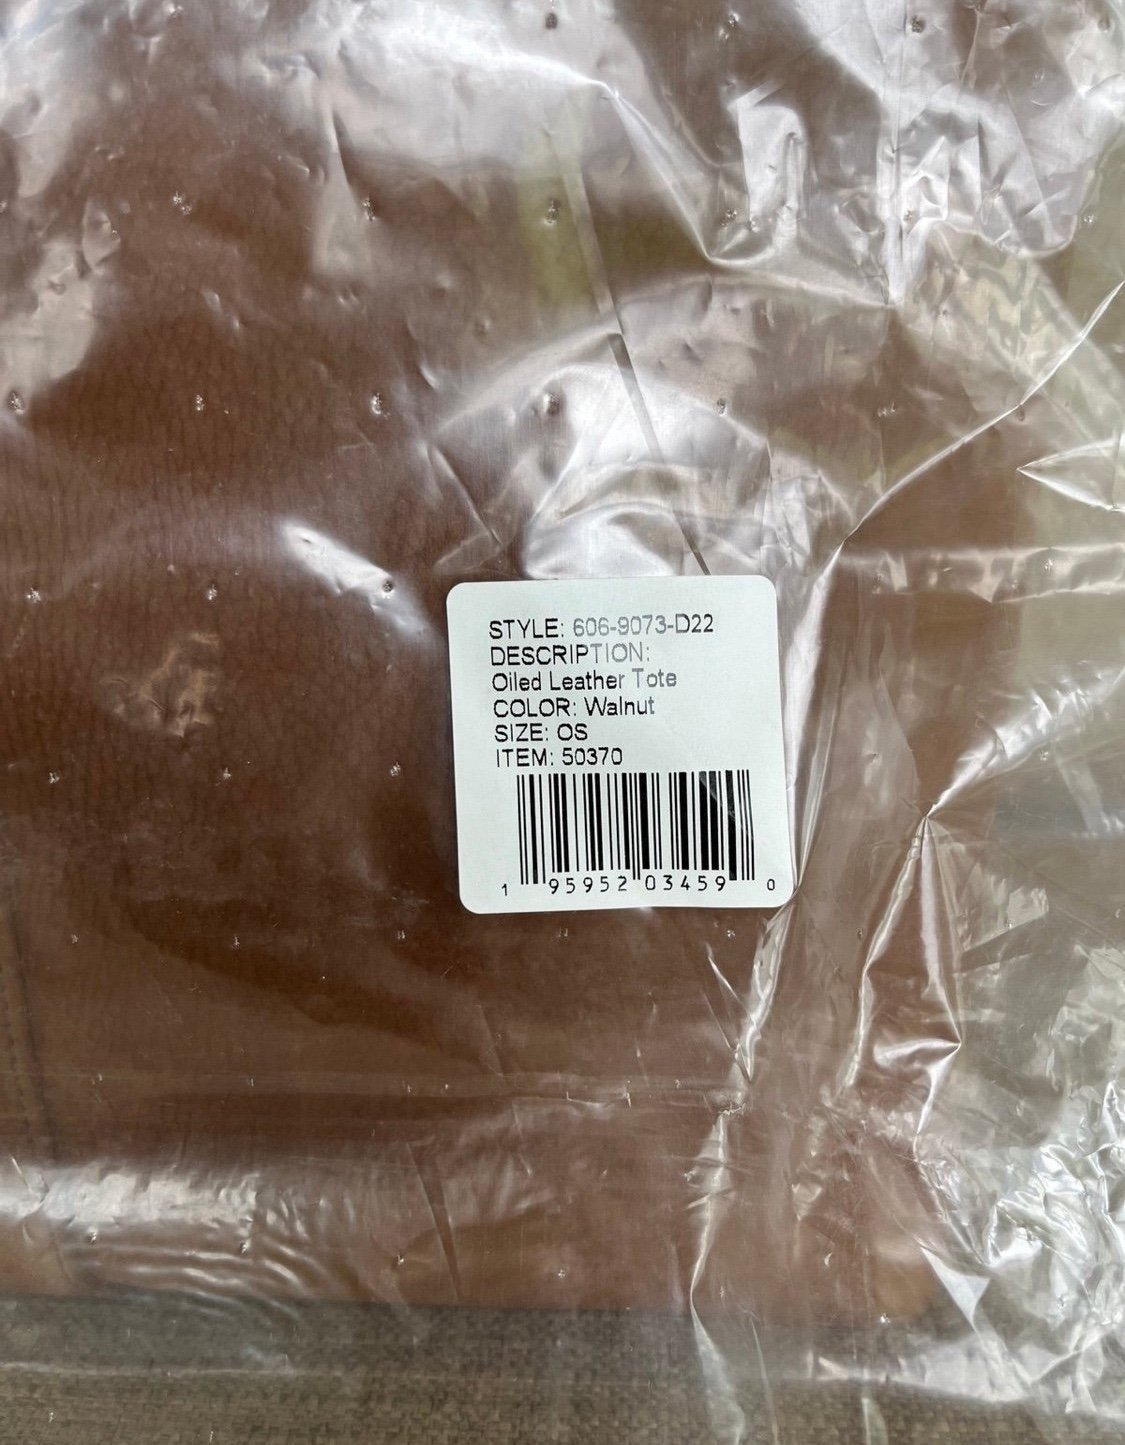 STYLE: 606-9073-D22
DESCRIPTION:
Oiled Leather Tote
COLOR: Walnut
SIZE: OS
ITEM: 50370
1 95952 03459 0